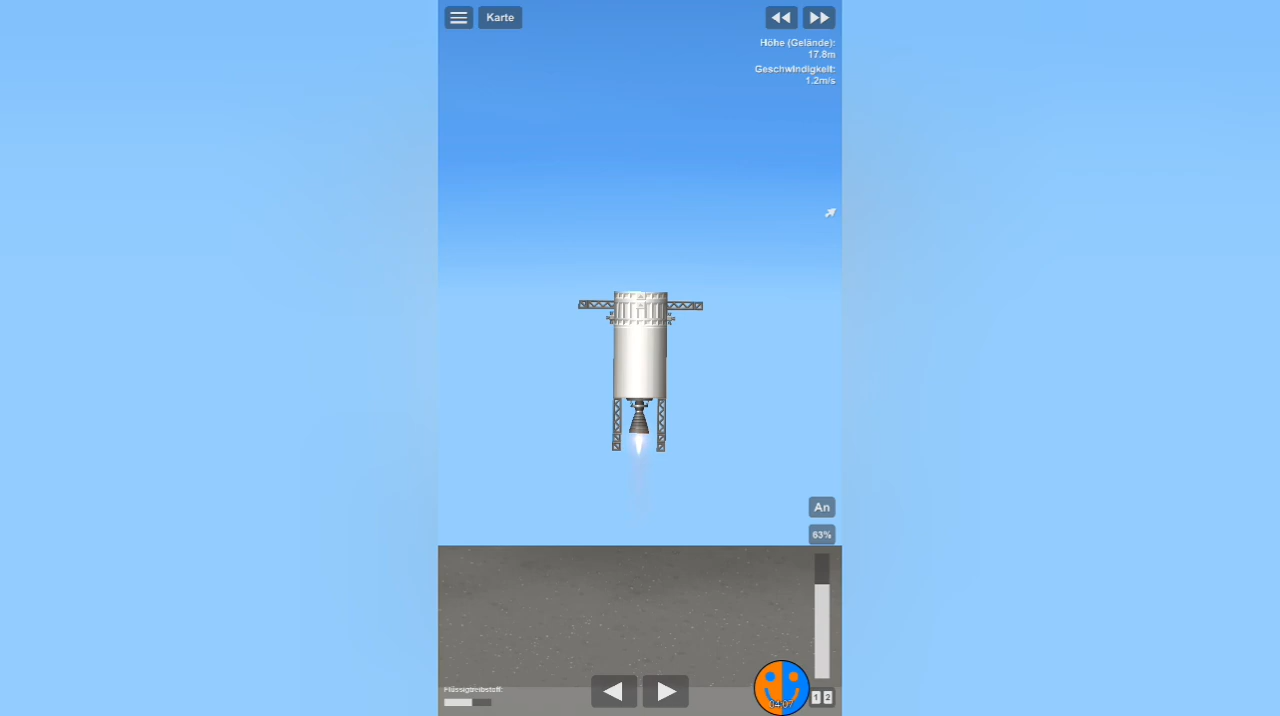 Karte
Höhe (Gelände):
17.8m
Geschwindigkeit:
1.2m/s
An
63%
Flüssigtreibstoff:
04:07
1 2